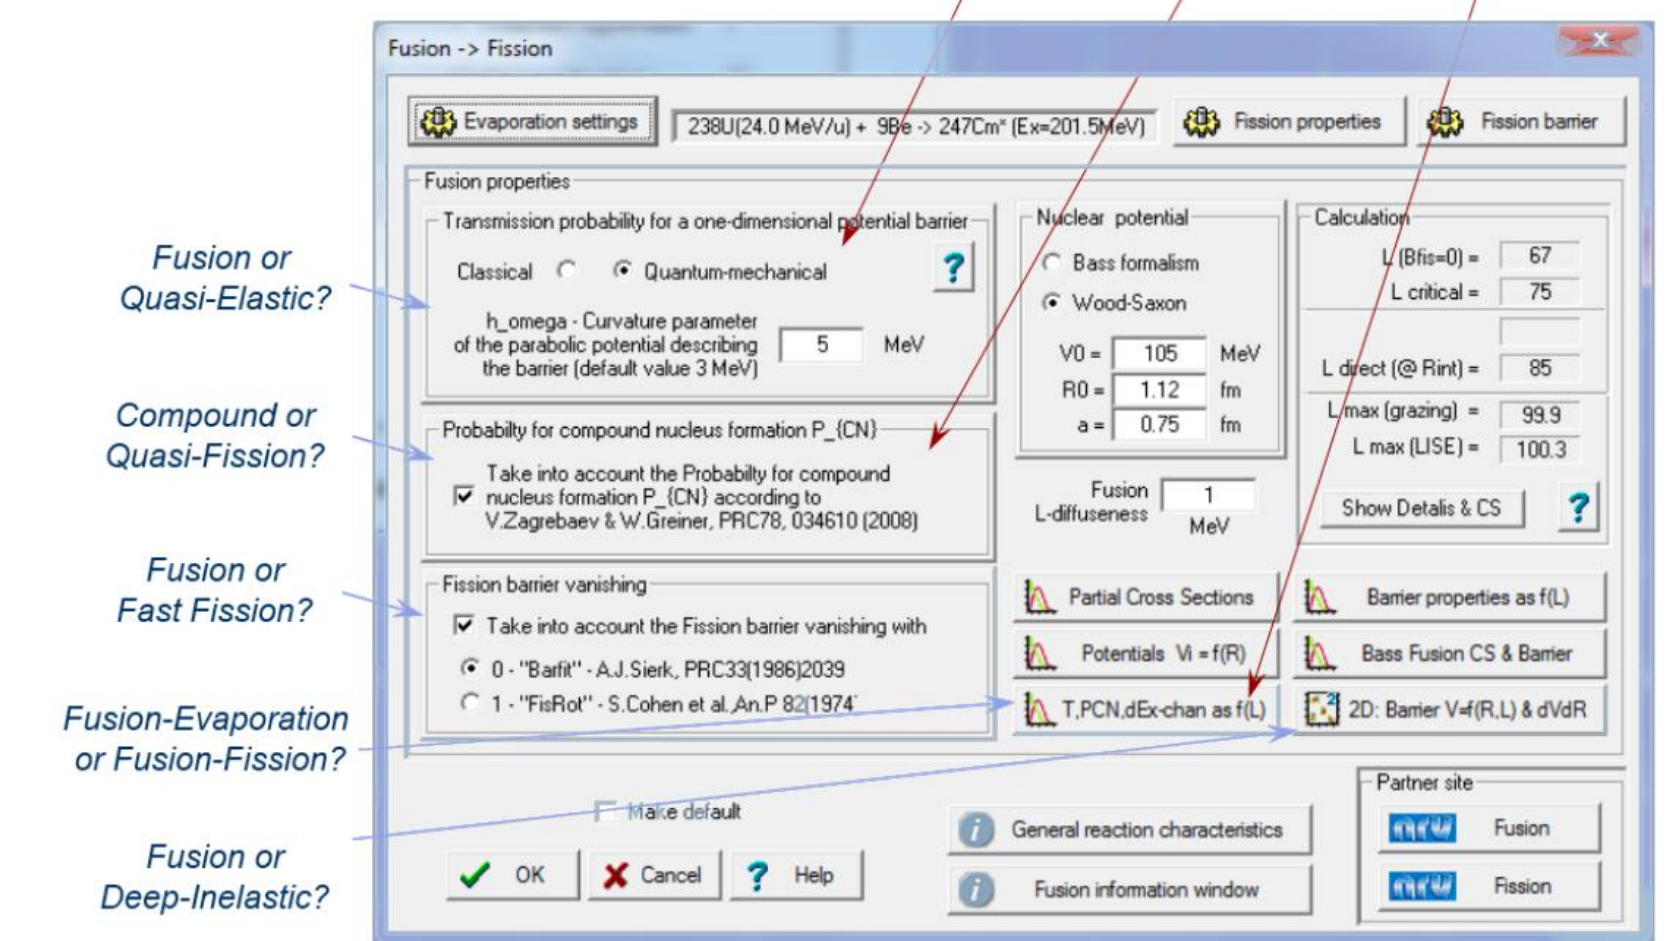 Fusion -> Fission
Evaporation settings
238U(24.0 MeV/u) + 9Be -> 247Cm* (Ex=201.5MeV)
Fission properties
Fission barrier
Fusion properties
Transmission probability for a one-dimensional potential barrier
Classical
Quantum-mechanical
?
h_omega - Curvature parameter
of the parabolic potential describing
the barrier (default value 3 MeV)
5 MeV
Nuclear potential
Bass formalism
Wood-Saxon
V0 = 105 MeV
R0 = 1.12 fm
a = 0.75 fm
Calculation
L (Bfis=0) = 67
L critical = 75
L direct (@ Rint) = 85
L max (grazing) = 99.9
L max (LISE) = 100.3
Show Detalis & CS
?
Fusion or
Quasi-Elastic?
Compound or
Quasi-Fission?
Probabilty for compound nucleus formation P_{CN}
Take into account the Probabilty for compound
nucleus formation P_{CN} according to
V.Zagrebaev & W.Greiner, PRC78, 034610 (2008)
Fusion
L-diffuseness
1
MeV
Fusion or
Fast Fission?
Fission barrier vanishing
Take into account the Fission barrier vanishing with
0 - "Barfit" - A.J.Sierk, PRC33(1986)2039
1 - "FisRot" - S.Cohen et al.,An.P 82(1974
Partial Cross Sections
Barrier properties as f(L)
Potentials Vi = f(R)
Bass Fusion CS & Barrier
T,PCN,dEx-chan as f(L)
2D: Barrier V=f(R,L) & dVdR
Fusion-Evaporation
or Fusion-Fission?
Fusion or
Deep-Inelastic?
Make default
OK
Cancel
? Help
General reaction characteristics
Fusion information window
Partner site
nrv Fusion
nrv Fission